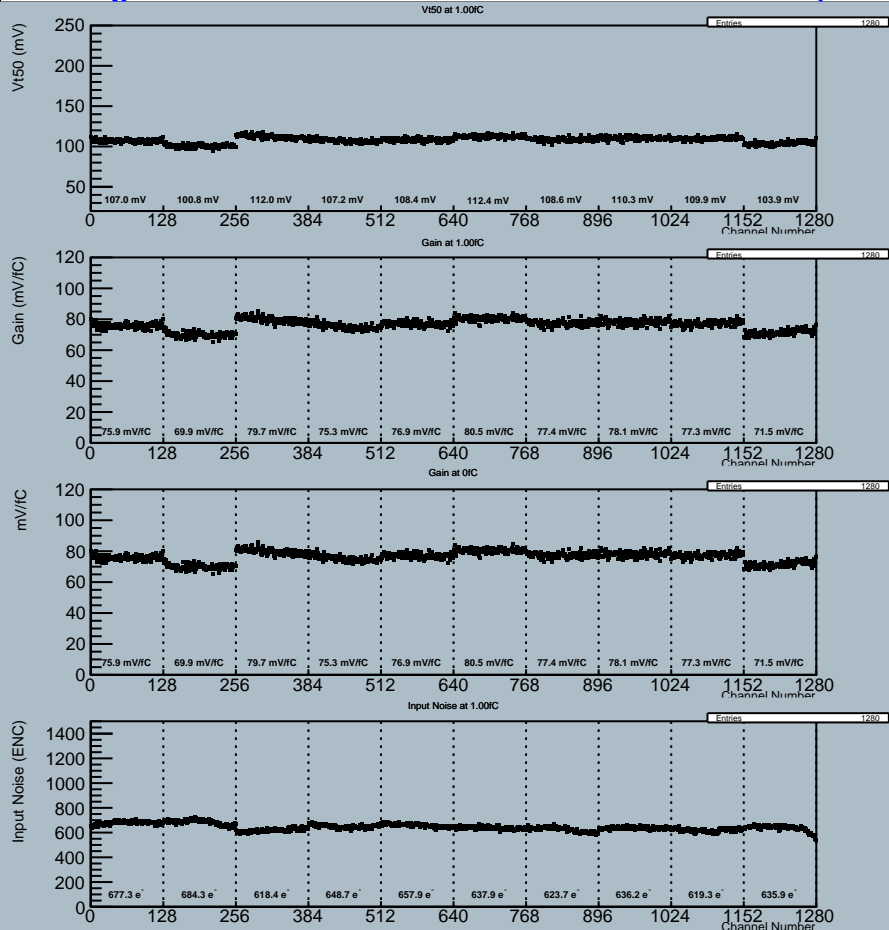 Vt50 at 1.00fC
Entries 1280
Vt50 (mV)
250
200
150
100
50
107.0 mV 100.8 mV 112.0 mV 107.2 mV 108.4 mV 112.4 mV 108.6 mV 110.3 mV 109.9 mV 103.9 mV
0 128 256 384 512 640 768 896 1024 1152 1280
Channel Number
Gain at 1.00fC
Entries 1280
Gain (mV/fC)
120
100
80
60
40
20
0
75.9 mV/fC 69.9 mV/fC 79.7 mV/fC 75.3 mV/fC 76.9 mV/fC 80.5 mV/fC 77.4 mV/fC 78.1 mV/fC 77.3 mV/fC 71.5 mV/fC
0 128 256 384 512 640 768 896 1024 1152 1280
Channel Number
Gain at 0fC
Entries 1280
mV/fC
120
100
80
60
40
20
0
75.9 mV/fC 69.9 mV/fC 79.7 mV/fC 75.3 mV/fC 76.9 mV/fC 80.5 mV/fC 77.4 mV/fC 78.1 mV/fC 77.3 mV/fC 71.5 mV/fC
0 128 256 384 512 640 768 896 1024 1152 1280
Channel Number
Input Noise at 1.00fC
Entries 1280
Input Noise (ENC)
1400
1200
1000
800
600
400
200
0
677.3 e⁻ 684.3 e⁻ 618.4 e⁻ 648.7 e⁻ 657.9 e⁻ 637.9 e⁻ 623.7 e⁻ 636.2 e⁻ 619.3 e⁻ 635.9 e⁻
0 128 256 384 512 640 768 896 1024 1152 1280
Channel Number